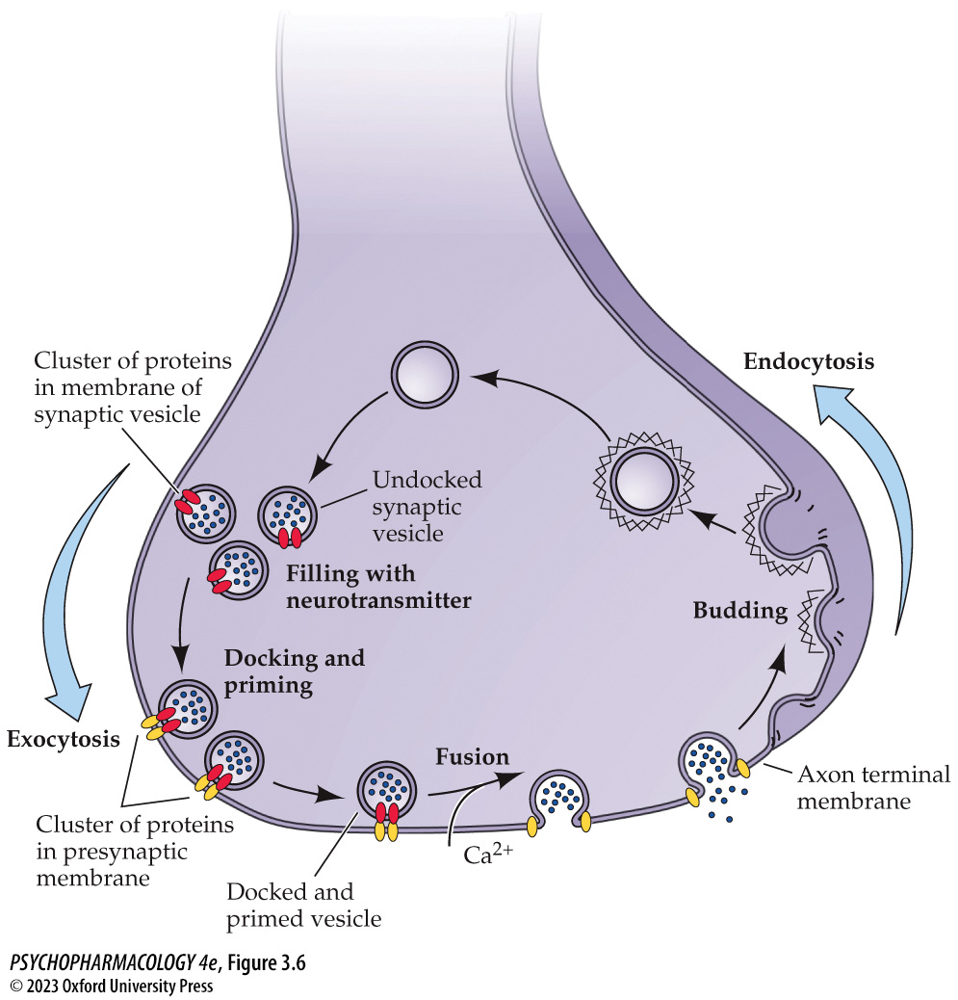 Cluster of proteins
in membrane of
synaptic vesicle
Endocytosis
Undocked
synaptic
vesicle
Filling with
neurotransmitter
Budding
Docking and
priming
Exocytosis
Fusion
Axon terminal
membrane
Cluster of proteins
in presynaptic
membrane
Ca²⁺
Docked and
primed vesicle
PSYCHOPHARMACOLOGY 4e, Figure 3.6
© 2023 Oxford University Press